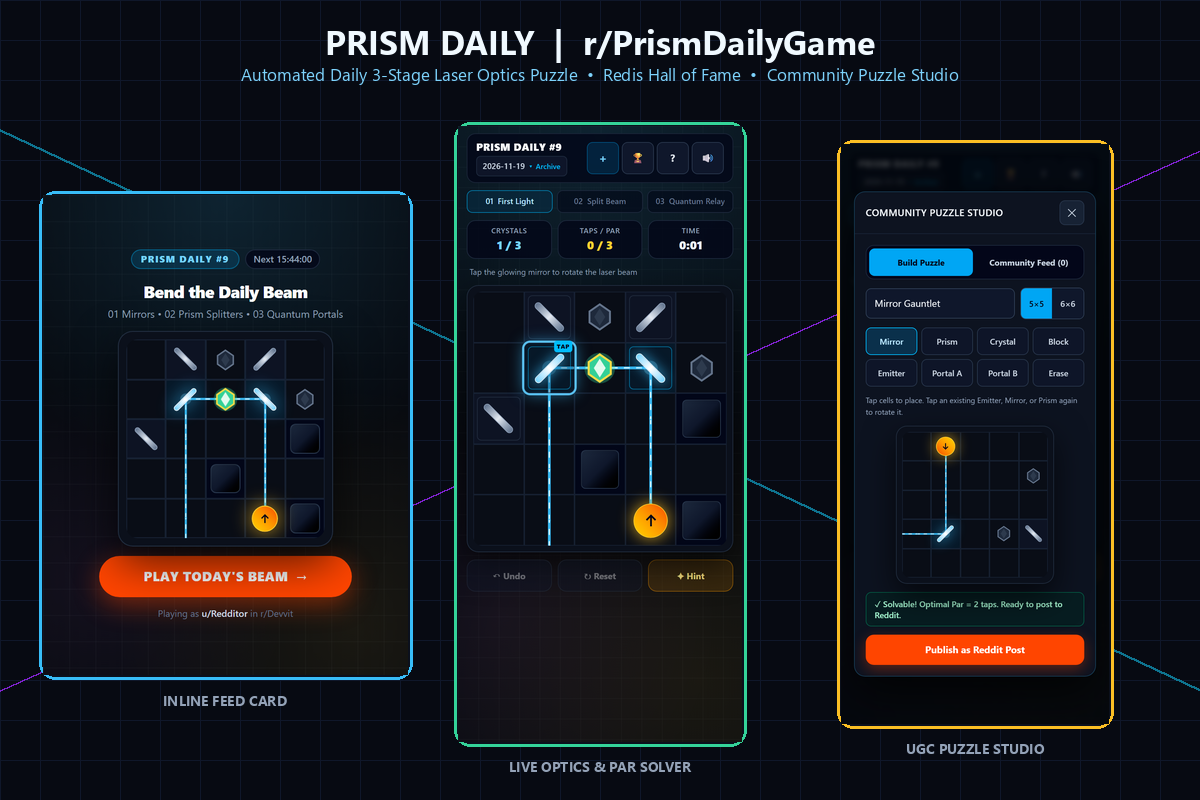 PRISM DAILY | r/PrismDailyGame
Automated Daily 3-Stage Laser Optics Puzzle • Redis Hall of Fame • Community Puzzle Studio
PRISM DAILY #9
Next 15:44:00
Bend the Daily Beam
01 Mirrors • 02 Prism Splitters • 03 Quantum Portals
PLAY TODAY'S BEAM →
Playing as u/Redditor in r/Devvit
INLINE FEED CARD
PRISM DAILY #9
2026-11-19 • Archive
+
?
01 First Light
02 Split Beam
03 Quantum Relay
CRYSTALS
1 / 3
TAPS / PAR
0 / 3
TIME
0:01
Tap the glowing mirror to rotate the laser beam
TAP
↶ Undo
↻ Reset
✦ Hint
LIVE OPTICS & PAR SOLVER
COMMUNITY PUZZLE STUDIO
Build Puzzle
Community Feed (0)
Mirror Gauntlet
5×5
6×6
Mirror
Prism
Crystal
Block
Emitter
Portal A
Portal B
Erase
Tap cells to place. Tap an existing Emitter, Mirror, or Prism again
to rotate it.
✓ Solvable! Optimal Par = 2 taps. Ready to post to
Reddit.
Publish as Reddit Post
UGC PUZZLE STUDIO